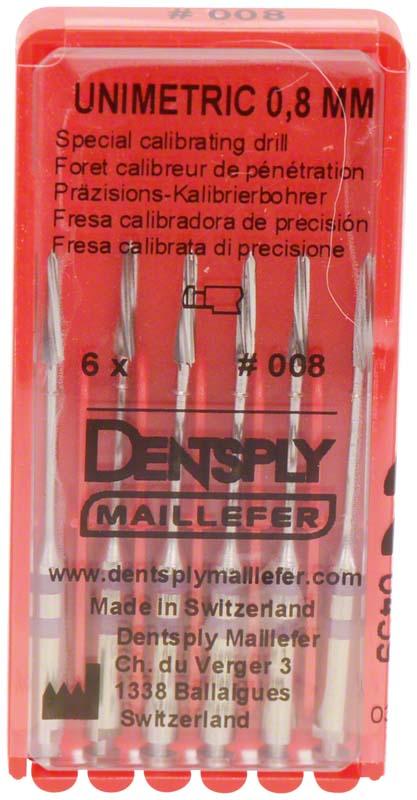 # 008
UNIMETRIC 0,8 MM
Special calibrating drill
Foret calibreur de pénétration
Präzisions-Kalibrierbohrer
Fresa calibradora de precisión
Fresa calibrata di precisione
6 x # 008
DENTSPLY
MAILLEFER
www.dentsplymaillefer.com
Made in Switzerland
Dentsply Maillefer
Ch. du Verger 3
1338 Ballaigues
Switzerland